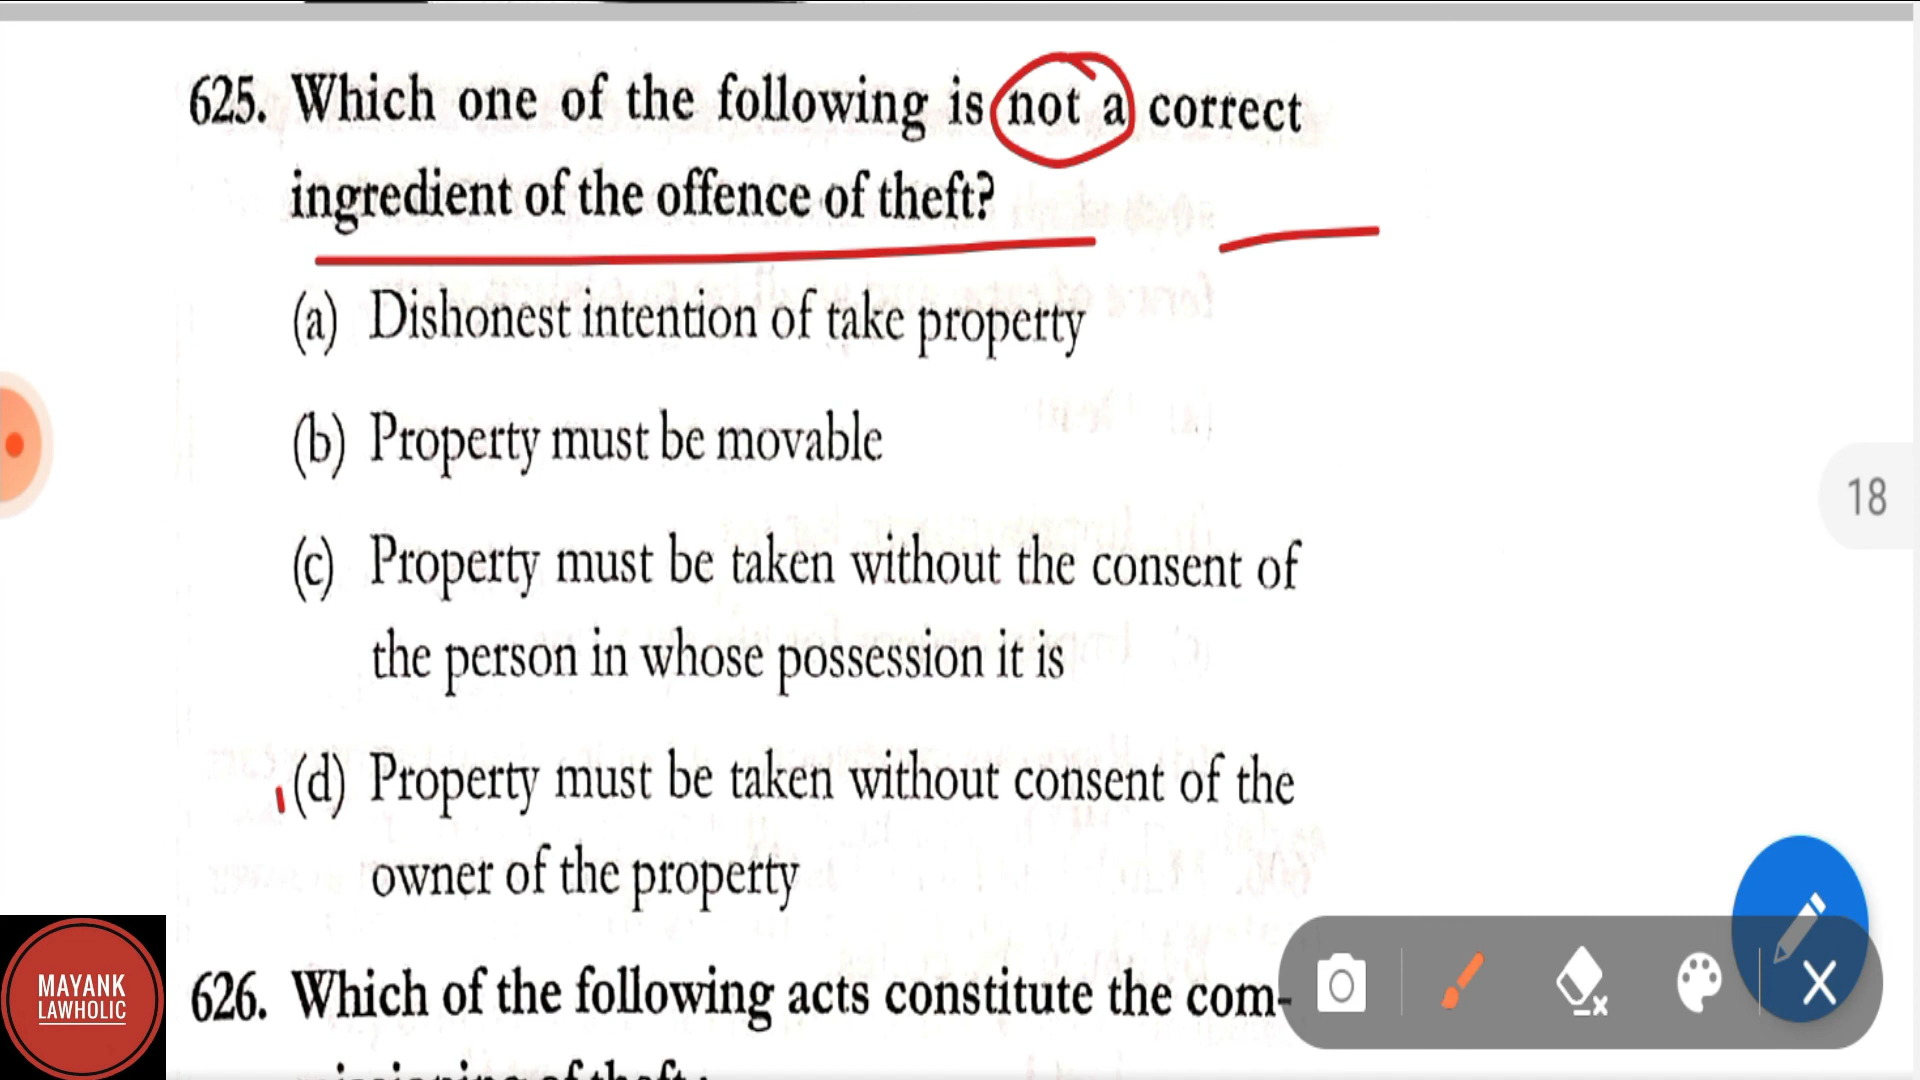 625. Which one of the following is not a correct
ingredient of the offence of theft?
(a) Dishonest intention of take property
(b) Property must be movable
(c) Property must be taken without the consent of
the person in whose possession it is
(d) Property must be taken without consent of the
owner of the property
626. Which of the following acts constitute the com-
18
MAYANK
LAWHOLIC